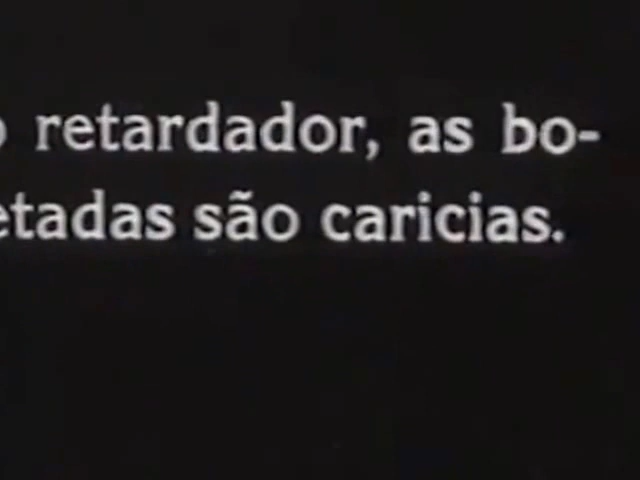 retardador, as bo-
etadas são caricias.